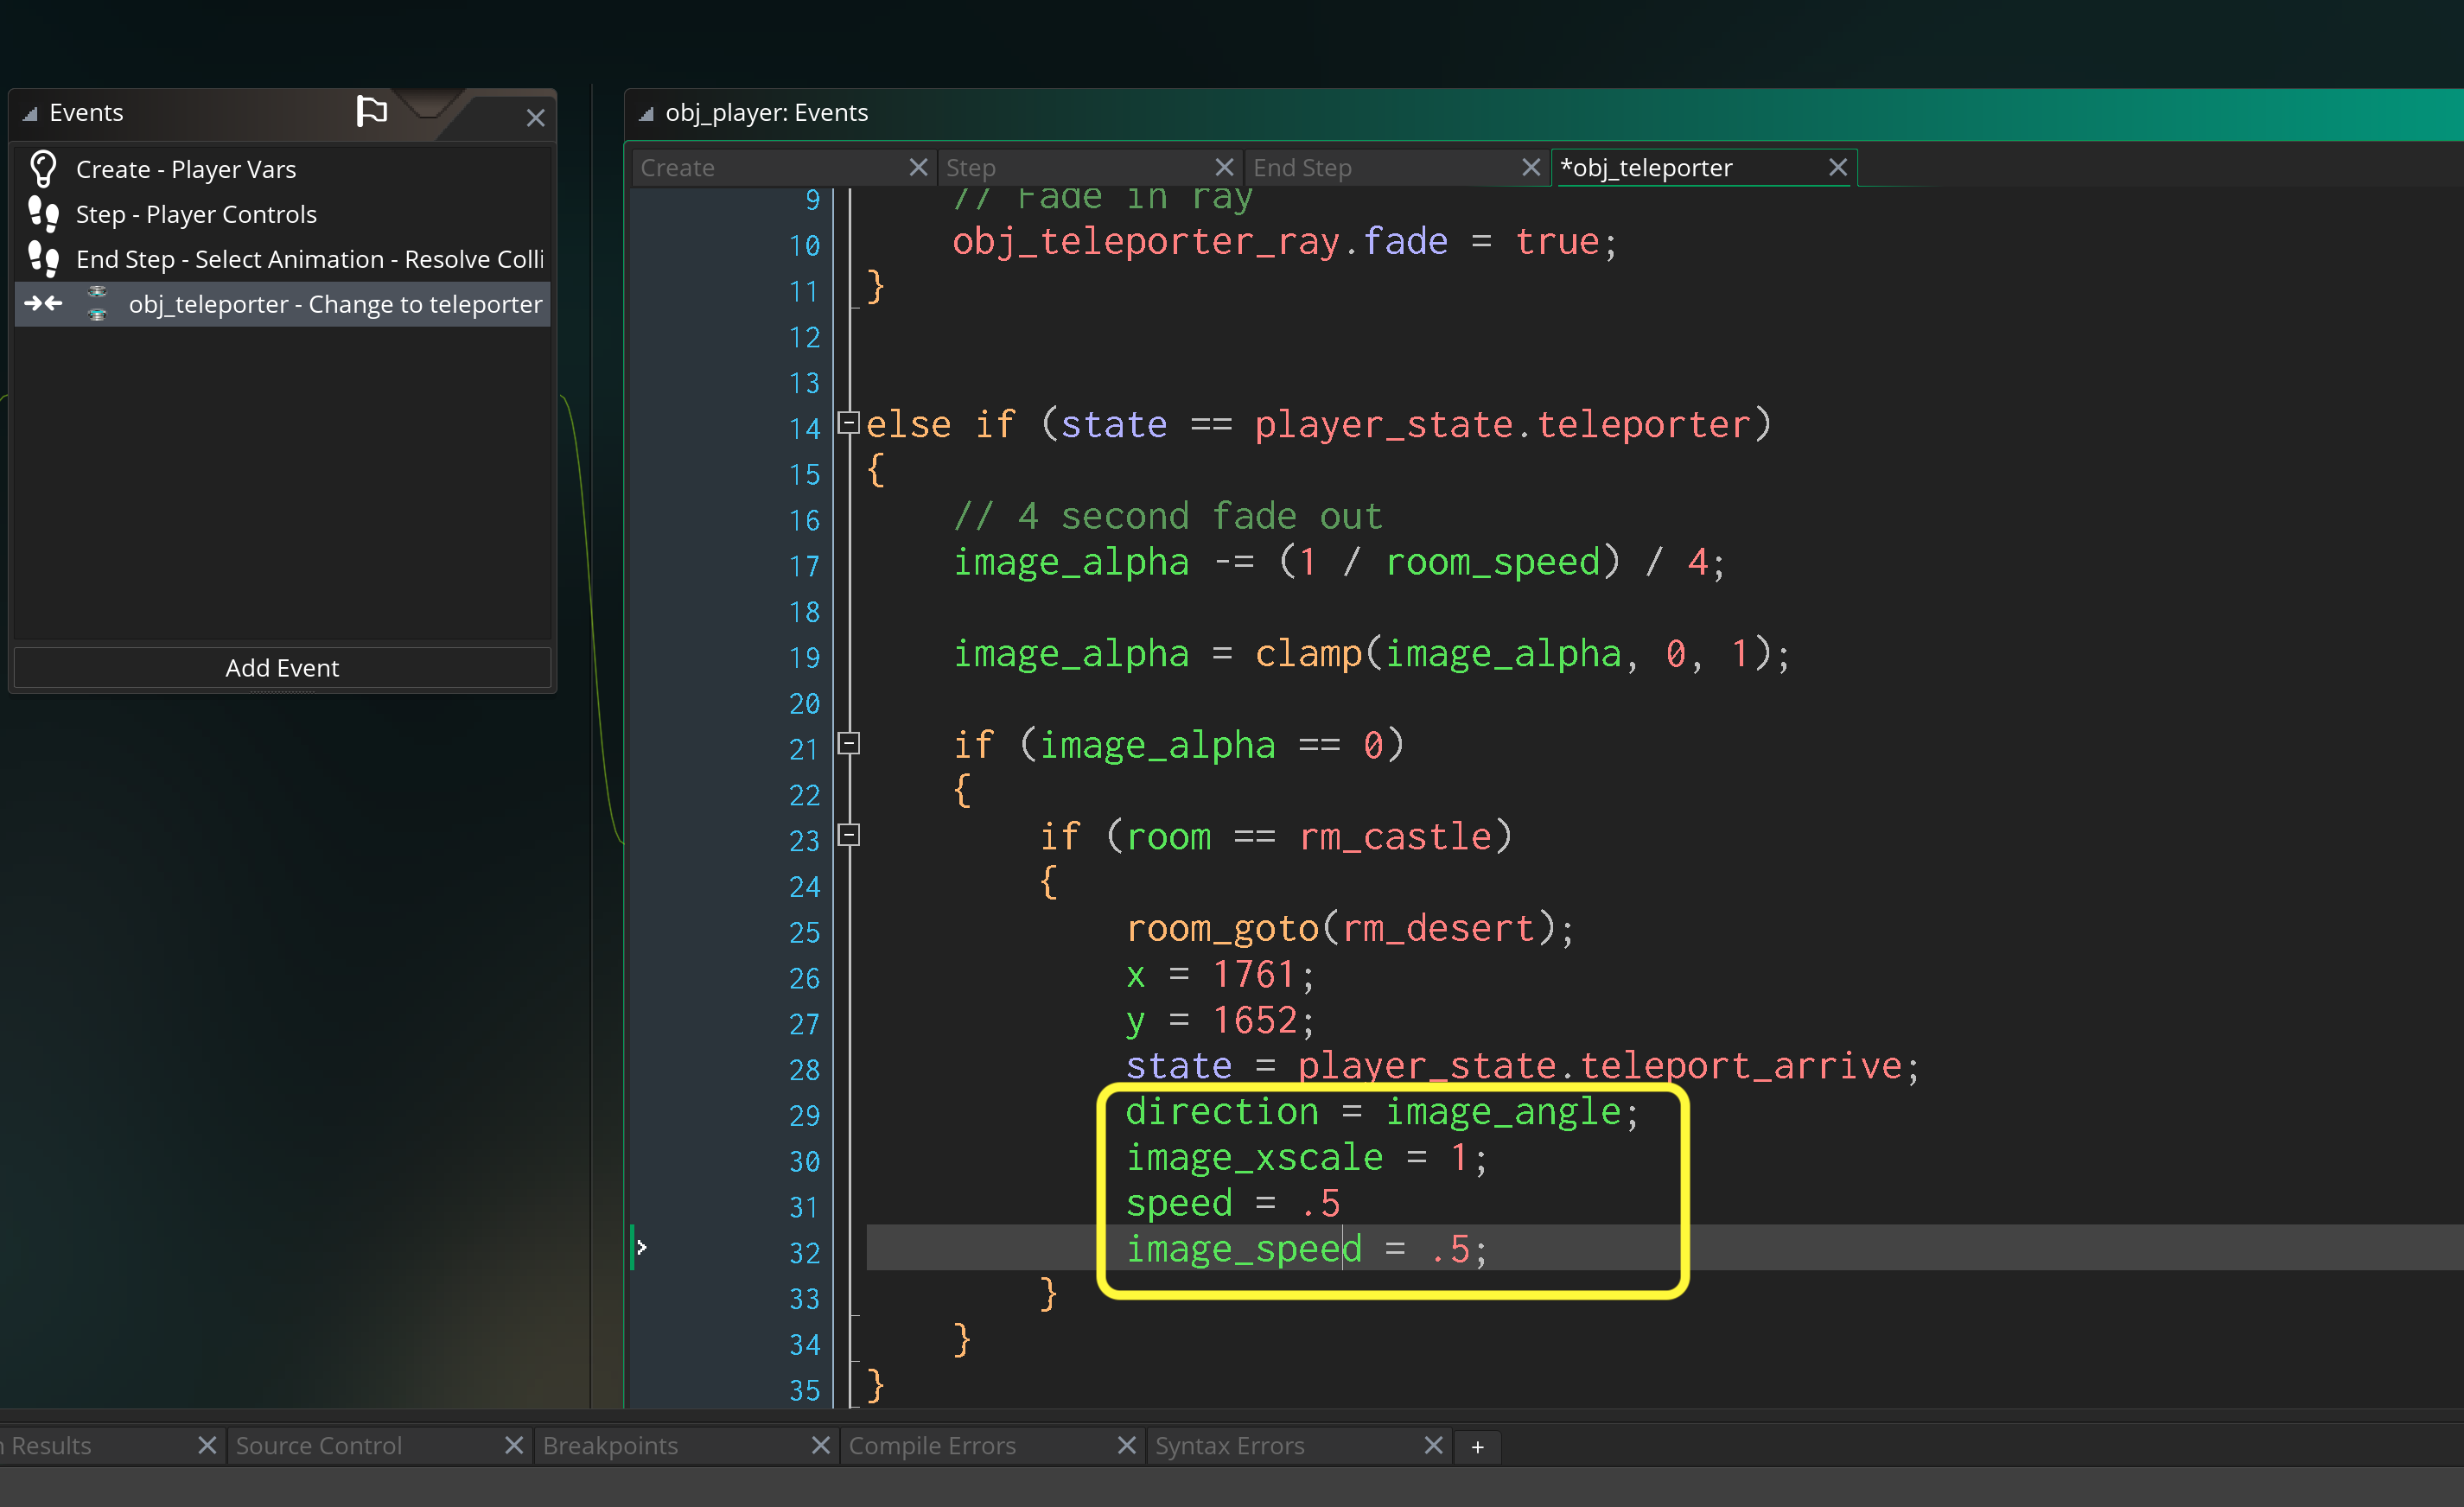 Events
Create - Player Vars
Step - Player Controls
End Step - Select Animation - Resolve Colli
obj_teleporter - Change to teleporter
Add Event
obj_player: Events
Create
Step
End Step
*obj_teleporter
9 // Fade in ray
10 obj_teleporter_ray.fade = true;
11 }
12
13
14 else if (state == player_state.teleporter)
15 {
16 // 4 second fade out
17 image_alpha -= (1 / room_speed) / 4;
18
19 image_alpha = clamp(image_alpha, 0, 1);
20
21 if (image_alpha == 0)
22 {
23 if (room == rm_castle)
24 {
25 room_goto(rm_desert);
26 x = 1761;
27 y = 1652;
28 state = player_state.teleport_arrive;
29 direction = image_angle;
30 image_xscale = 1;
31 speed = .5
32 image_speed = .5;
33 }
34 }
35 }
Results
Source Control
Breakpoints
Compile Errors
Syntax Errors
+